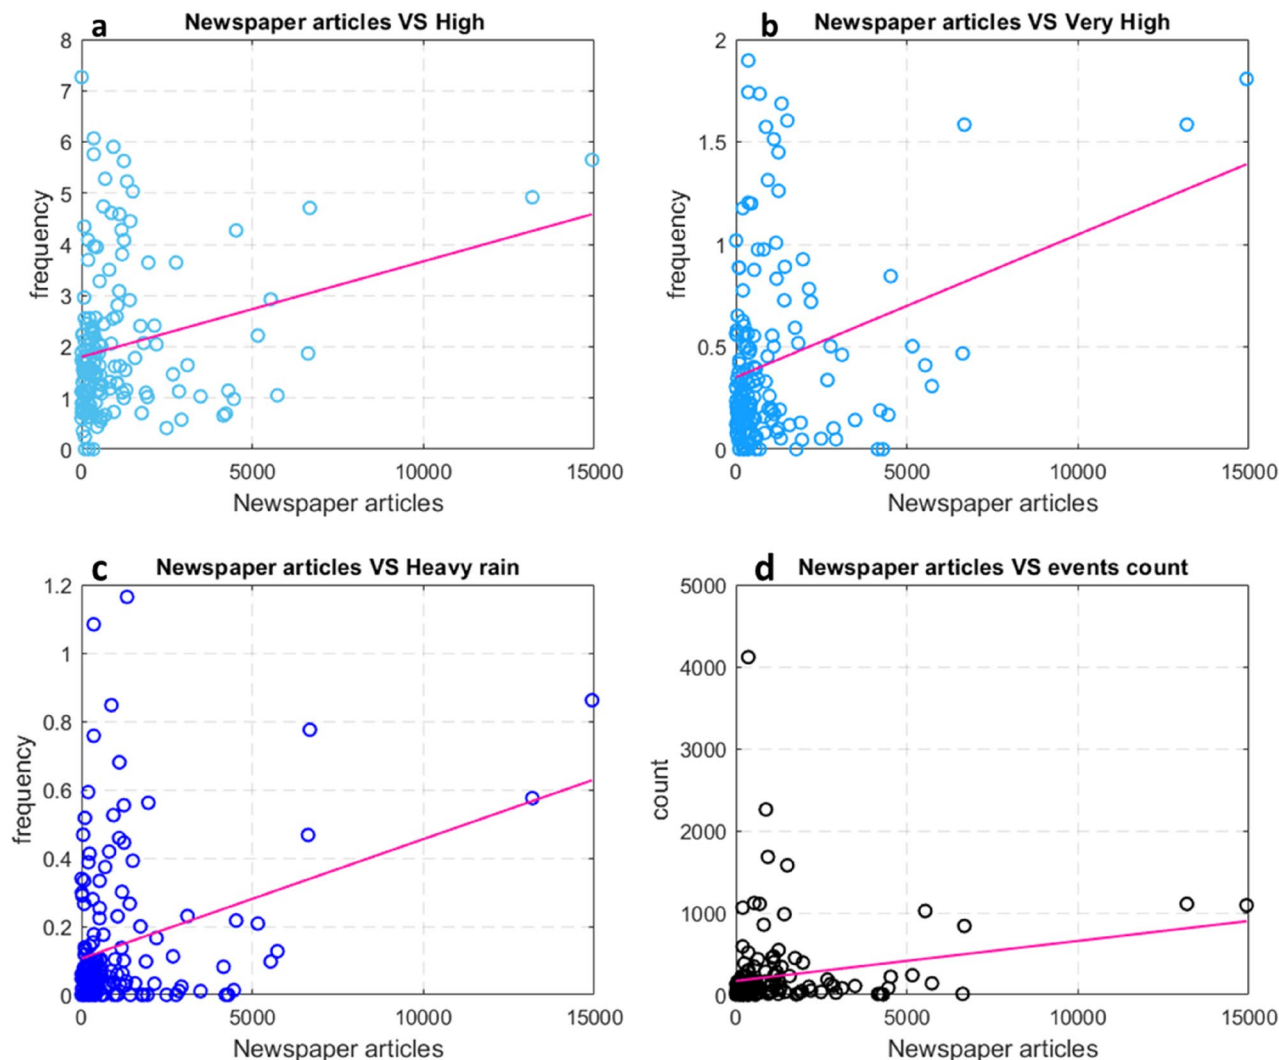 a Newspaper articles VS High
8
7
6
5
4
3
2
1
0
frequency
0 5000 10000 15000
Newspaper articles
b Newspaper articles VS Very High
2
1.5
1
0.5
0
frequency
0 5000 10000 15000
Newspaper articles
c Newspaper articles VS Heavy rain
1.2
1
0.8
0.6
0.4
0.2
0
frequency
0 5000 10000 15000
Newspaper articles
d Newspaper articles VS events count
5000
4000
3000
2000
1000
0
count
0 5000 10000 15000
Newspaper articles